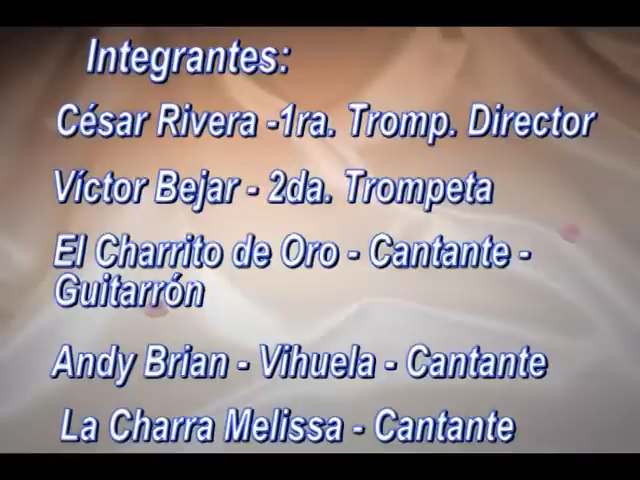 Integrantes:
César Rivera -1ra. Tromp. Director
Víctor Bejar - 2da. Trompeta
El Charrito de Oro - Cantante -
Guitarrón
Andy Brian - Vihuela - Cantante
La Charra Melissa - Cantante